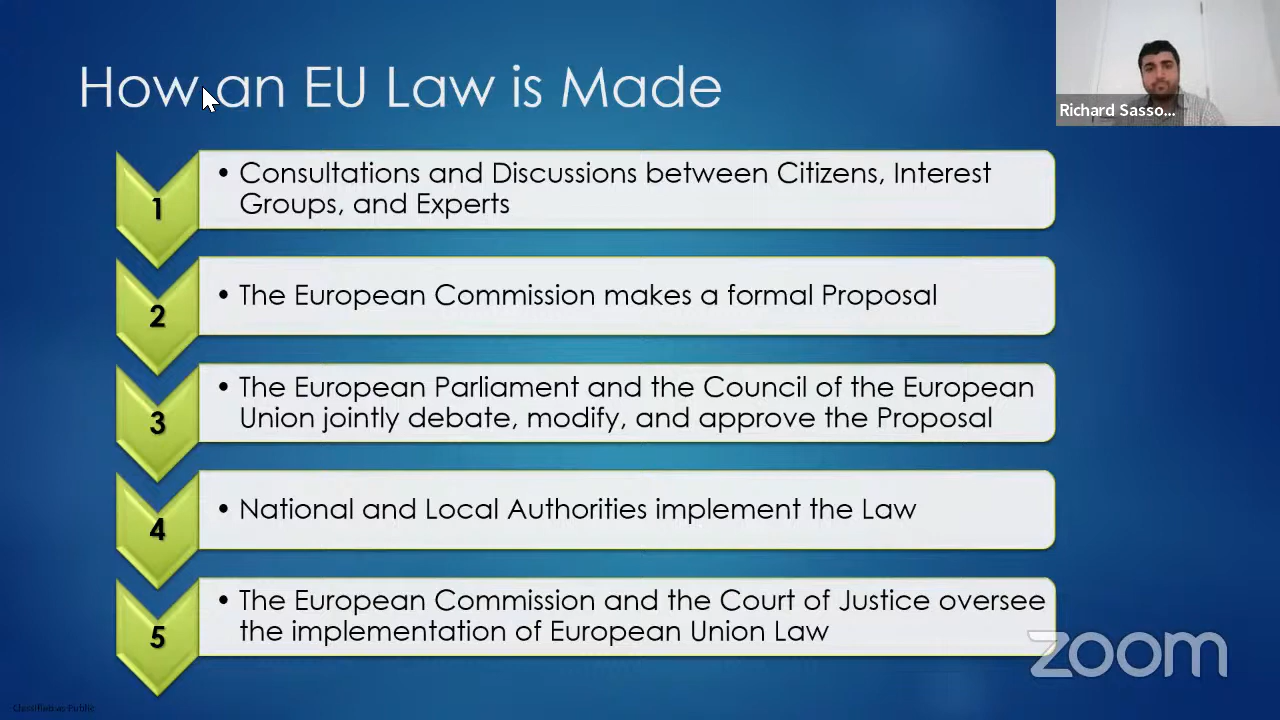 How an EU Law is Made
Richard Sasso...
1
• Consultations and Discussions between Citizens, Interest
Groups, and Experts
2
• The European Commission makes a formal Proposal
3
• The European Parliament and the Council of the European
Union jointly debate, modify, and approve the Proposal
4
• National and Local Authorities implement the Law
5
• The European Commission and the Court of Justice oversee
the implementation of European Union Law
zoom